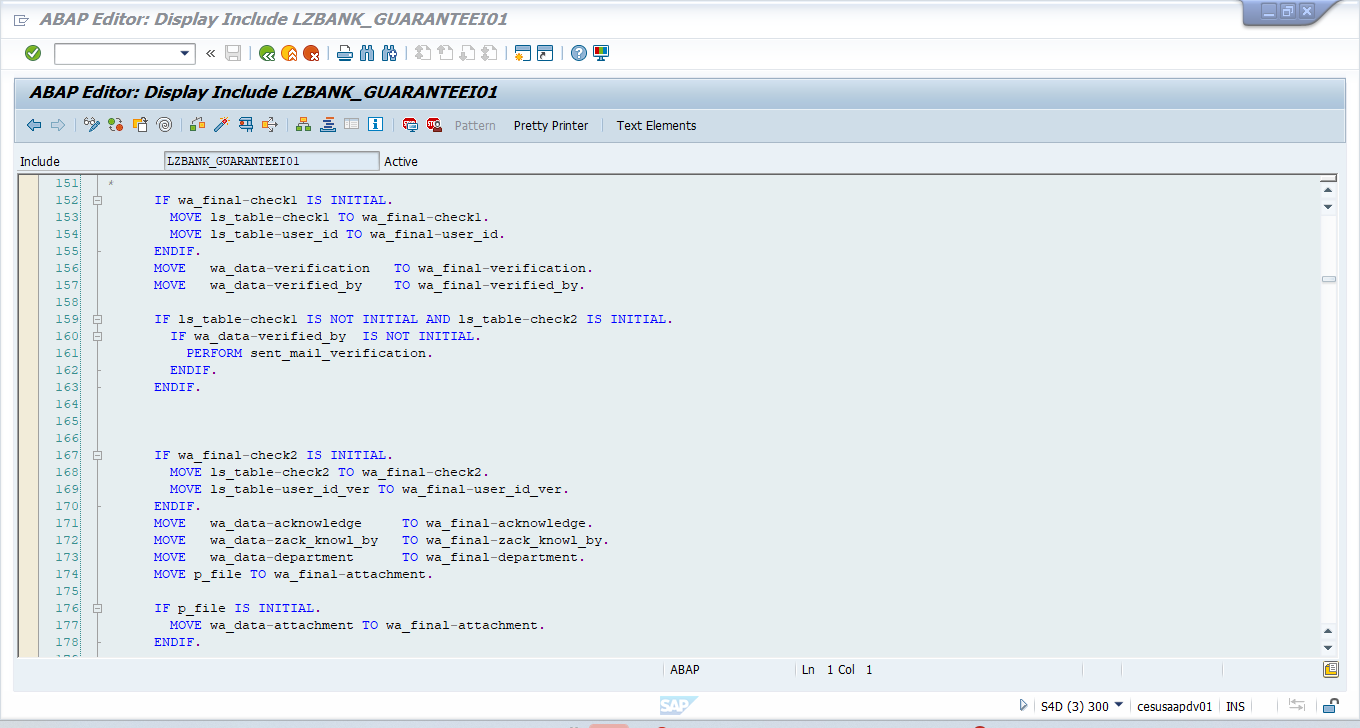 ABAP Editor: Display Include LZBANK_GUARANTEEI01
ABAP Editor: Display Include LZBANK_GUARANTEEI01
Pattern Pretty Printer Text Elements
Include LZBANK_GUARANTEEI01 Active
151 *
152 IF wa_final-check1 IS INITIAL.
153 MOVE ls_table-check1 TO wa_final-check1.
154 MOVE ls_table-user_id TO wa_final-user_id.
155 ENDIF.
156 MOVE wa_data-verification TO wa_final-verification.
157 MOVE wa_data-verified_by TO wa_final-verified_by.
158
159 IF ls_table-check1 IS NOT INITIAL AND ls_table-check2 IS INITIAL.
160 IF wa_data-verified_by IS NOT INITIAL.
161 PERFORM sent_mail_verification.
162 ENDIF.
163 ENDIF.
164
165
166
167 IF wa_final-check2 IS INITIAL.
168 MOVE ls_table-check2 TO wa_final-check2.
169 MOVE ls_table-user_id_ver TO wa_final-user_id_ver.
170 ENDIF.
171 MOVE wa_data-acknowledge TO wa_final-acknowledge.
172 MOVE wa_data-zack_knowl_by TO wa_final-zack_knowl_by.
173 MOVE wa_data-department TO wa_final-department.
174 MOVE p_file TO wa_final-attachment.
175
176 IF p_file IS INITIAL.
177 MOVE wa_data-attachment TO wa_final-attachment.
178 ENDIF.
ABAP Ln 1 Col 1
SAP S4D (3) 300 cesusaapdv01 INS